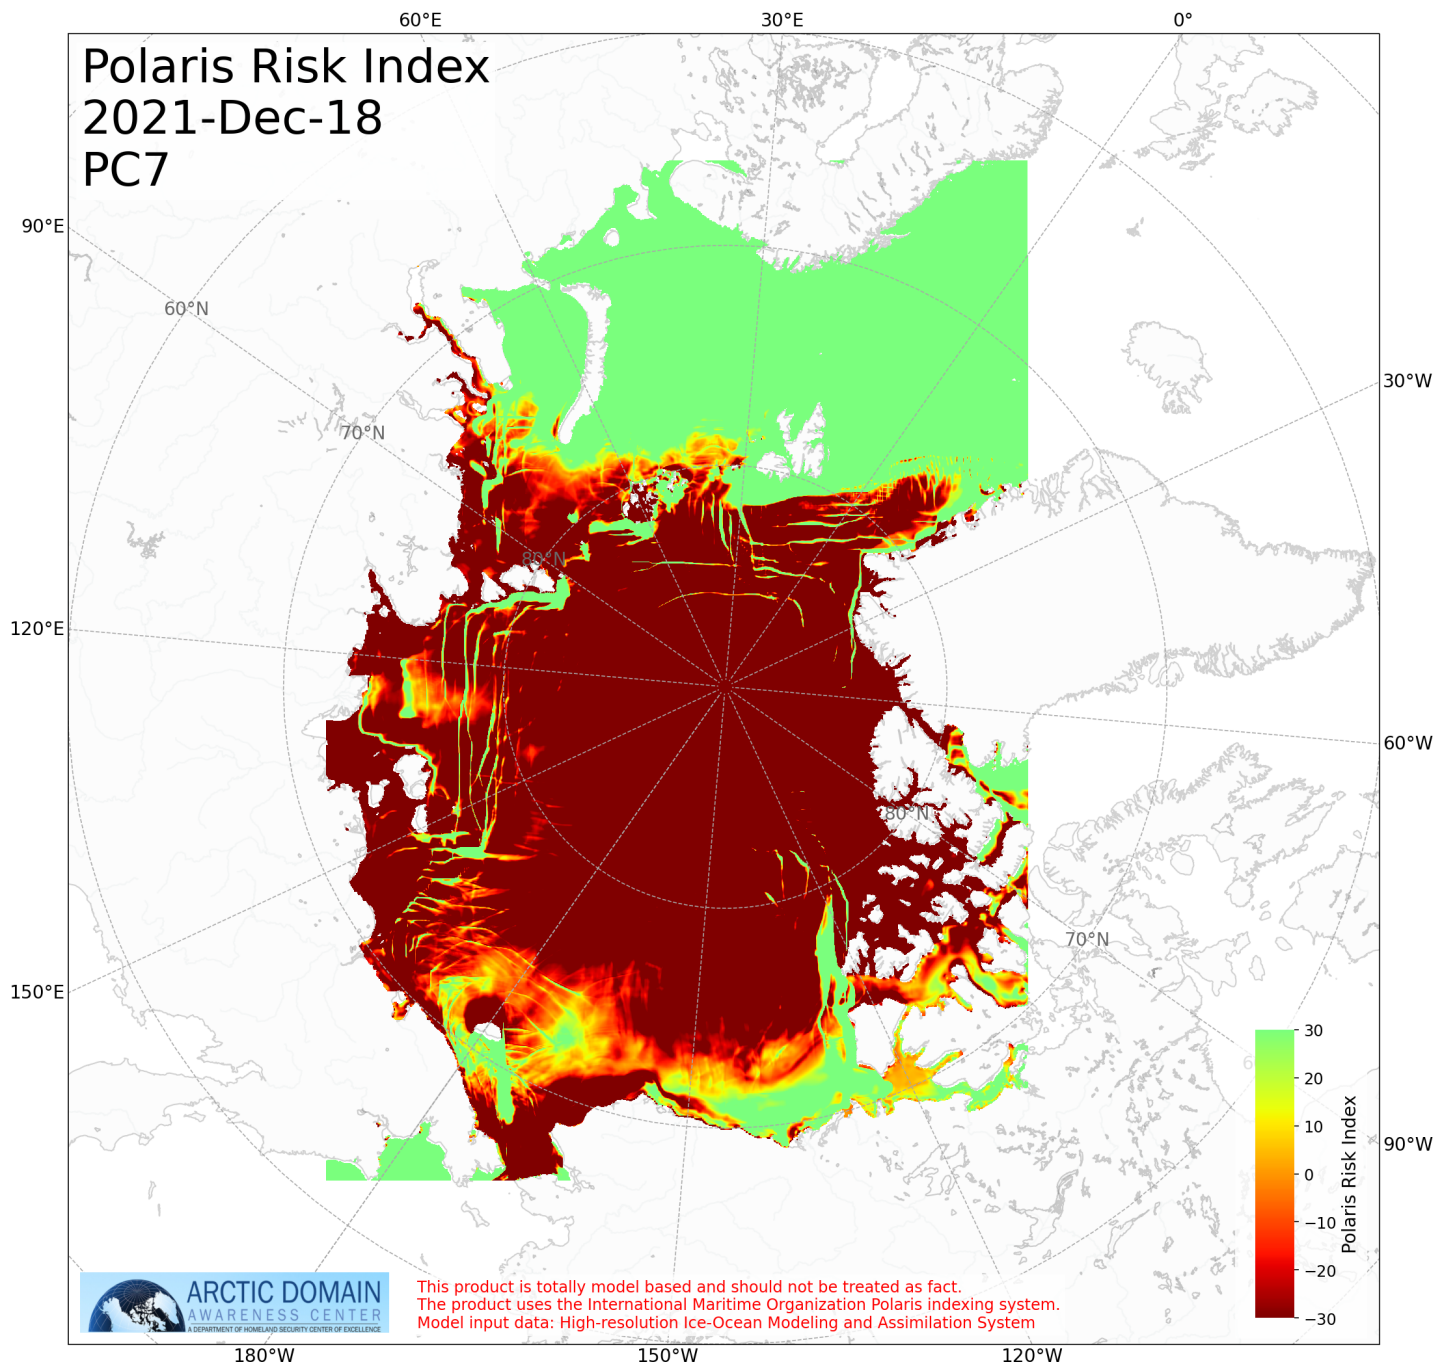 60°E
30°E
0°
Polaris Risk Index
2021-Dec-18
PC7
90°E
60°N
30°W
70°N
80°N
120°E
60°W
80°N
70°N
150°E
30
20
10
0
−10
−20
−30
Polaris Risk Index
90°W
ARCTIC DOMAIN
AWARENESS CENTER
A DEPARTMENT OF HOMELAND SECURITY CENTER OF EXCELLENCE
This product is totally model based and should not be treated as fact.
The product uses the International Maritime Organization Polaris indexing system.
Model input data: High-resolution Ice-Ocean Modeling and Assimilation System
180°W
150°W
120°W